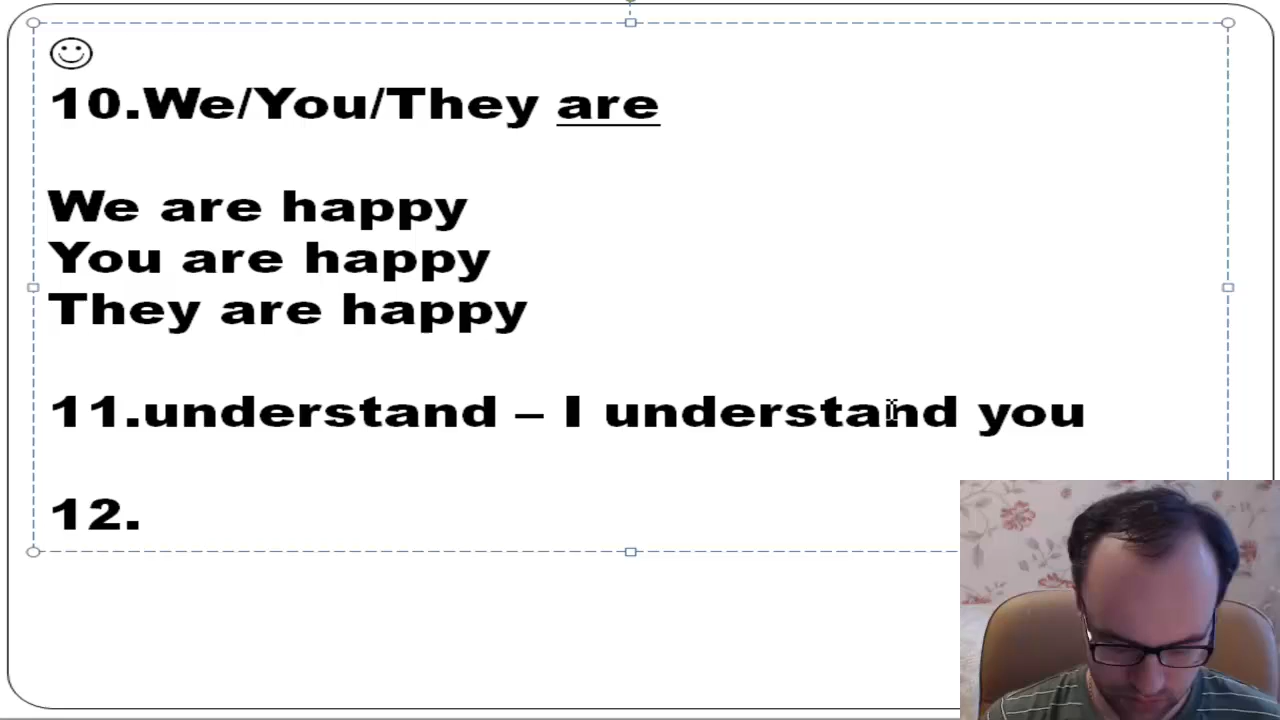 10.We/You/They are
We are happy
You are happy
They are happy
11.understand – I understand you
12.